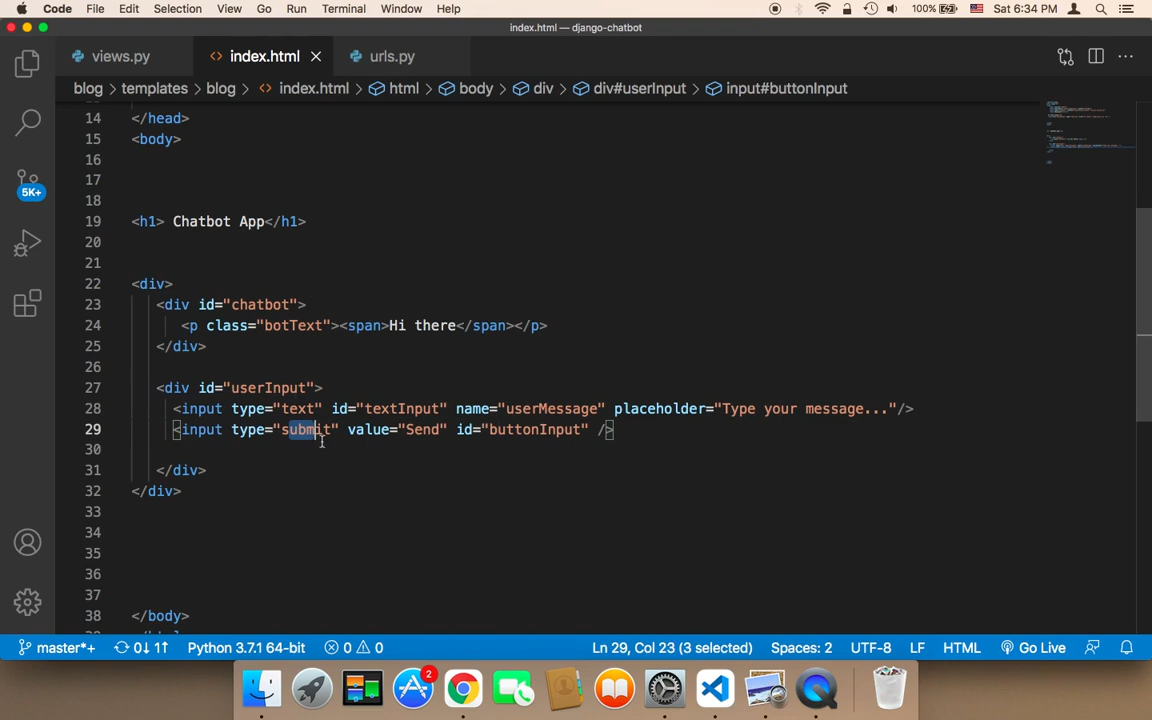 Code File Edit Selection View Go Run Terminal Window Help 100% Sat 6:34 PM
index.html — django-chatbot
views.py index.html urls.py
blog templates blog index.html html body div div#userInput input#buttonInput
5K+
14 </head>
15 <body>
16
17
18
19 <h1> Chatbot App</h1>
20
21
22 <div>
23 <div id="chatbot">
24 <p class="botText"><span>Hi there</span></p>
25 </div>
26
27 <div id="userInput">
28 <input type="text" id="textInput" name="userMessage" placeholder="Type your message..."/>
29 <input type="submit" value="Send" id="buttonInput" />
30
31 </div>
32 </div>
33
34
35
36
37
38 </body>
master*+ 0↓ 1↑ Python 3.7.1 64-bit 0 0 Ln 29, Col 23 (3 selected) Spaces: 2 UTF-8 LF HTML Go Live
2